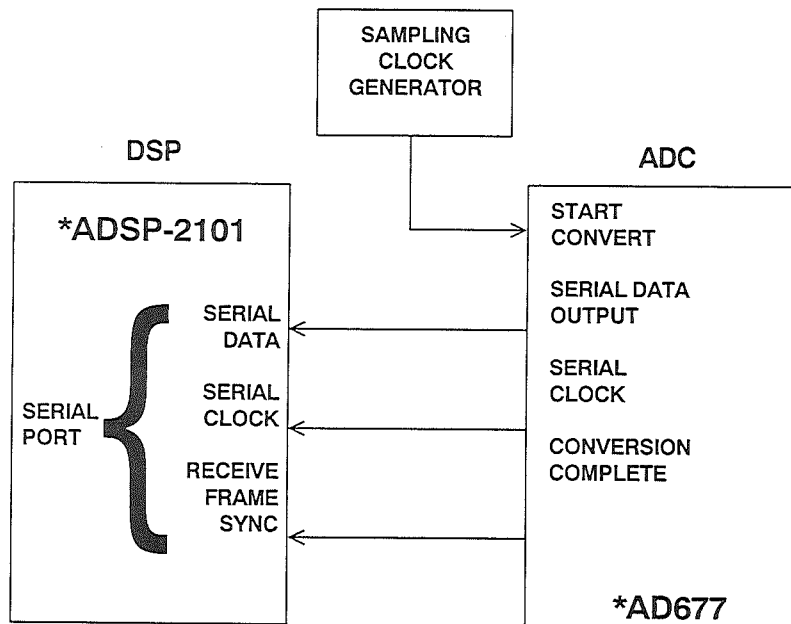 SAMPLING
CLOCK
GENERATOR
DSP
ADC
*ADSP-2101
START
CONVERT
SERIAL
DATA
SERIAL DATA
OUTPUT
SERIAL
PORT
SERIAL
CLOCK
SERIAL
CLOCK
RECEIVE
FRAME
SYNC
CONVERSION
COMPLETE
*AD677